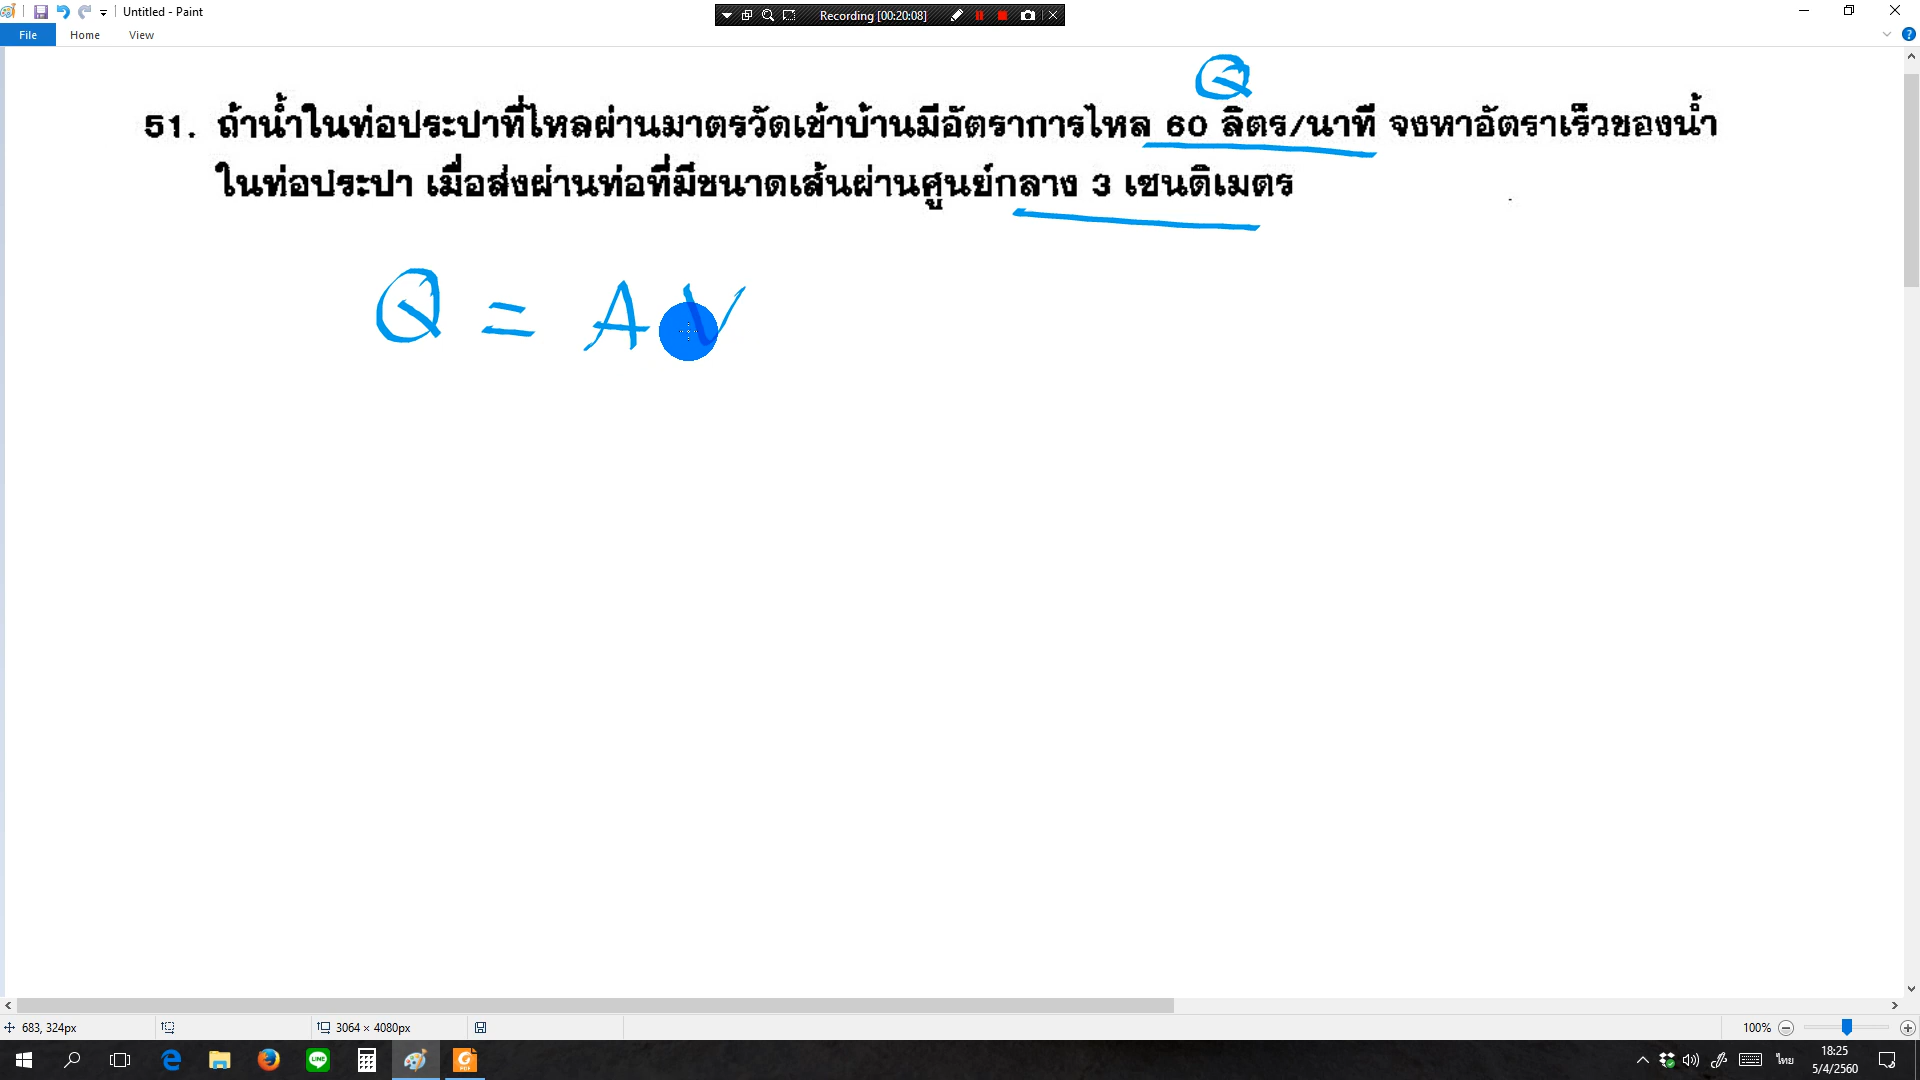 Untitled - Paint
Recording [00:20:08]
File Home View
Q
51. ถ้าน้ำในท่อประปาที่ไหลผ่านมาตรวัดเข้าบ้านมีอัตราการไหล 60 ลิตร/นาที จงหาอัตราเร็วของน้ำ
ในท่อประปา เมื่อส่งผ่านท่อที่มีขนาดเส้นผ่านศูนย์กลาง 3 เซนติเมตร
Q = A V
683, 324px
3064 × 4080px
100%
LINE
PDF
ไทย
18:25
5/4/2560